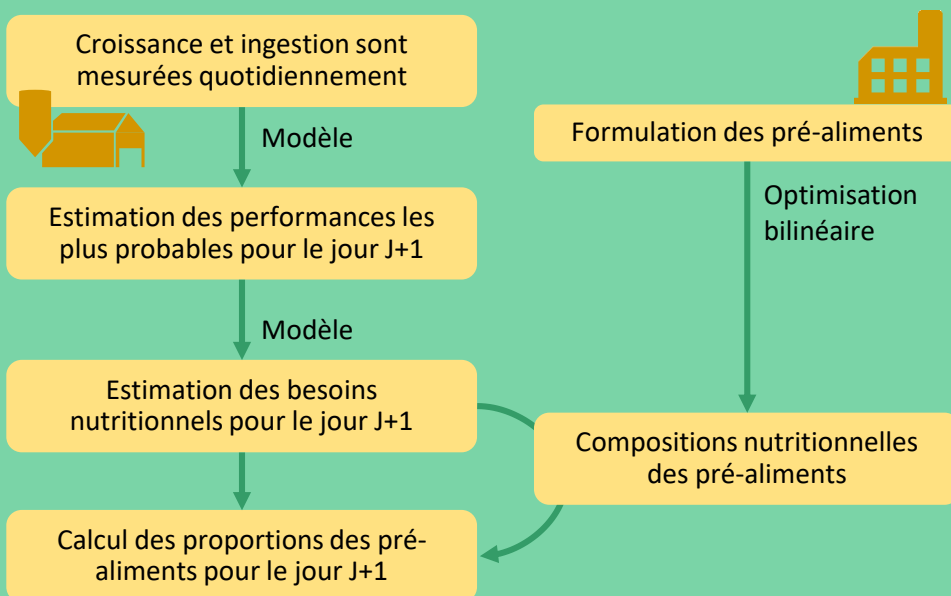 Croissance et ingestion sont
mesurées quotidiennement
Modèle
Estimation des performances les
plus probables pour le jour J+1
Modèle
Estimation des besoins
nutritionnels pour le jour J+1
Calcul des proportions des pré-
aliments pour le jour J+1
Formulation des pré-aliments
Optimisation
bilinéaire
Compositions nutritionnelles
des pré-aliments